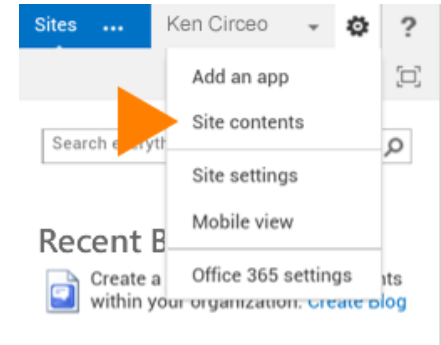 Sites ... Ken Circeo ?
Add an app
Site contents
Search
Site settings
Mobile view
Recent B
Office 365 settings
Create a
within your organization. Create Blog